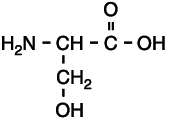 O
H₂N - CH - C - OH
CH₂
OH